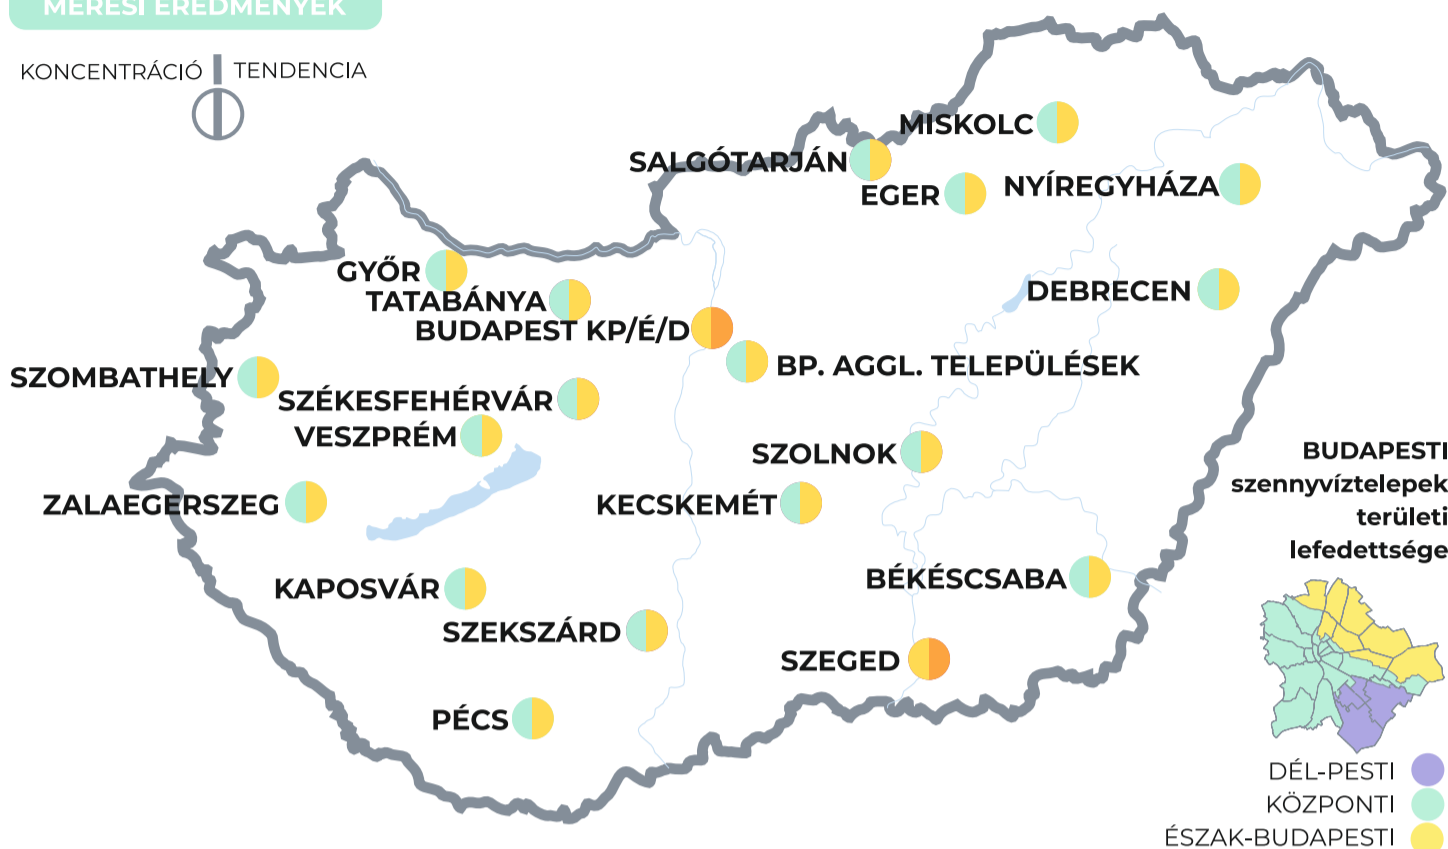 MÉRÉSI EREDMÉNYEK
KONCENTRÁCIÓ
TENDENCIA
MISKOLC
SALGÓTARJÁN
EGER
NYÍREGYHÁZA
GYŐR
TATABÁNYA
DEBRECEN
BUDAPEST KP/É/D
BP. AGGL. TELEPÜLÉSEK
SZOMBATHELY
SZÉKESFEHÉRVÁR
VESZPRÉM
SZOLNOK
ZALAEGERSZEG
KECSKEMÉT
BÉKÉSCSABA
KAPOSVÁR
SZEKSZÁRD
SZEGED
PÉCS
BUDAPESTI
szennyvíztelepek
területi
lefedettsége
DÉL-PESTI
KÖZPONTI
ÉSZAK-BUDAPESTI